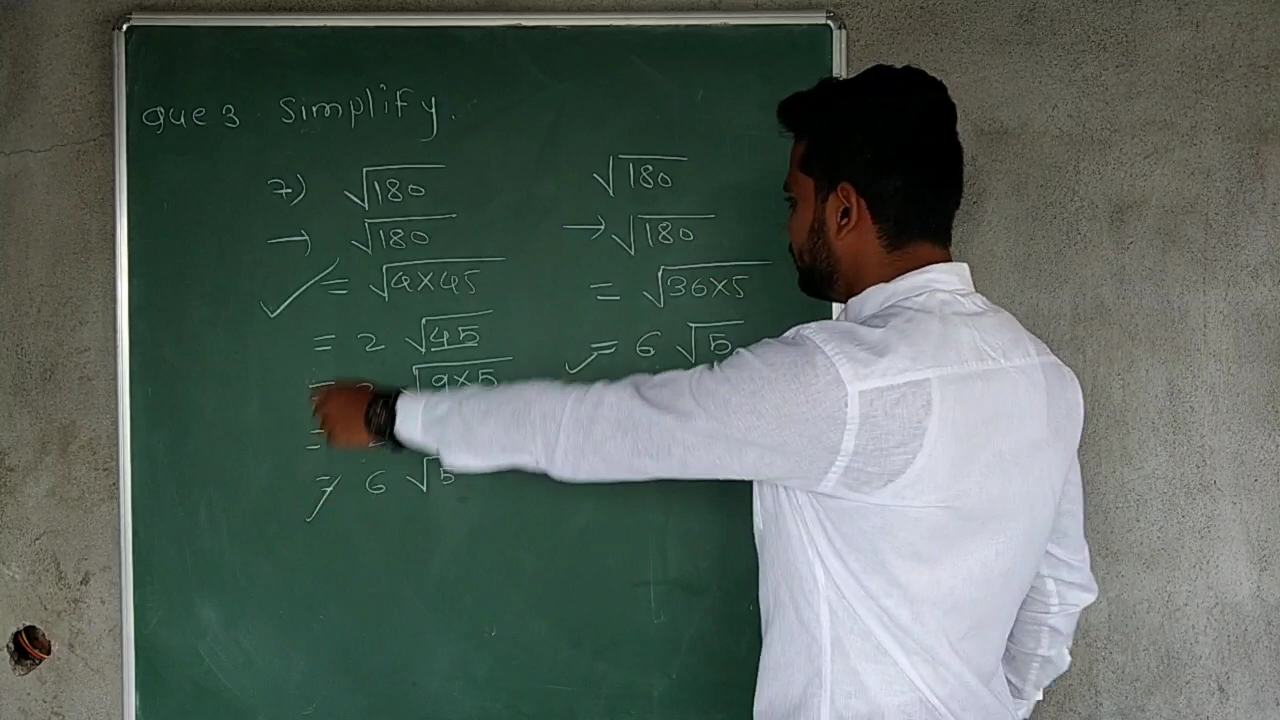 Que 3 Simplify.
7) √180
→ √180
= √4×45
= 2 √45
= √9×5
=
= 6 √5
√180
→ √180
= √36×5
= 6 √5